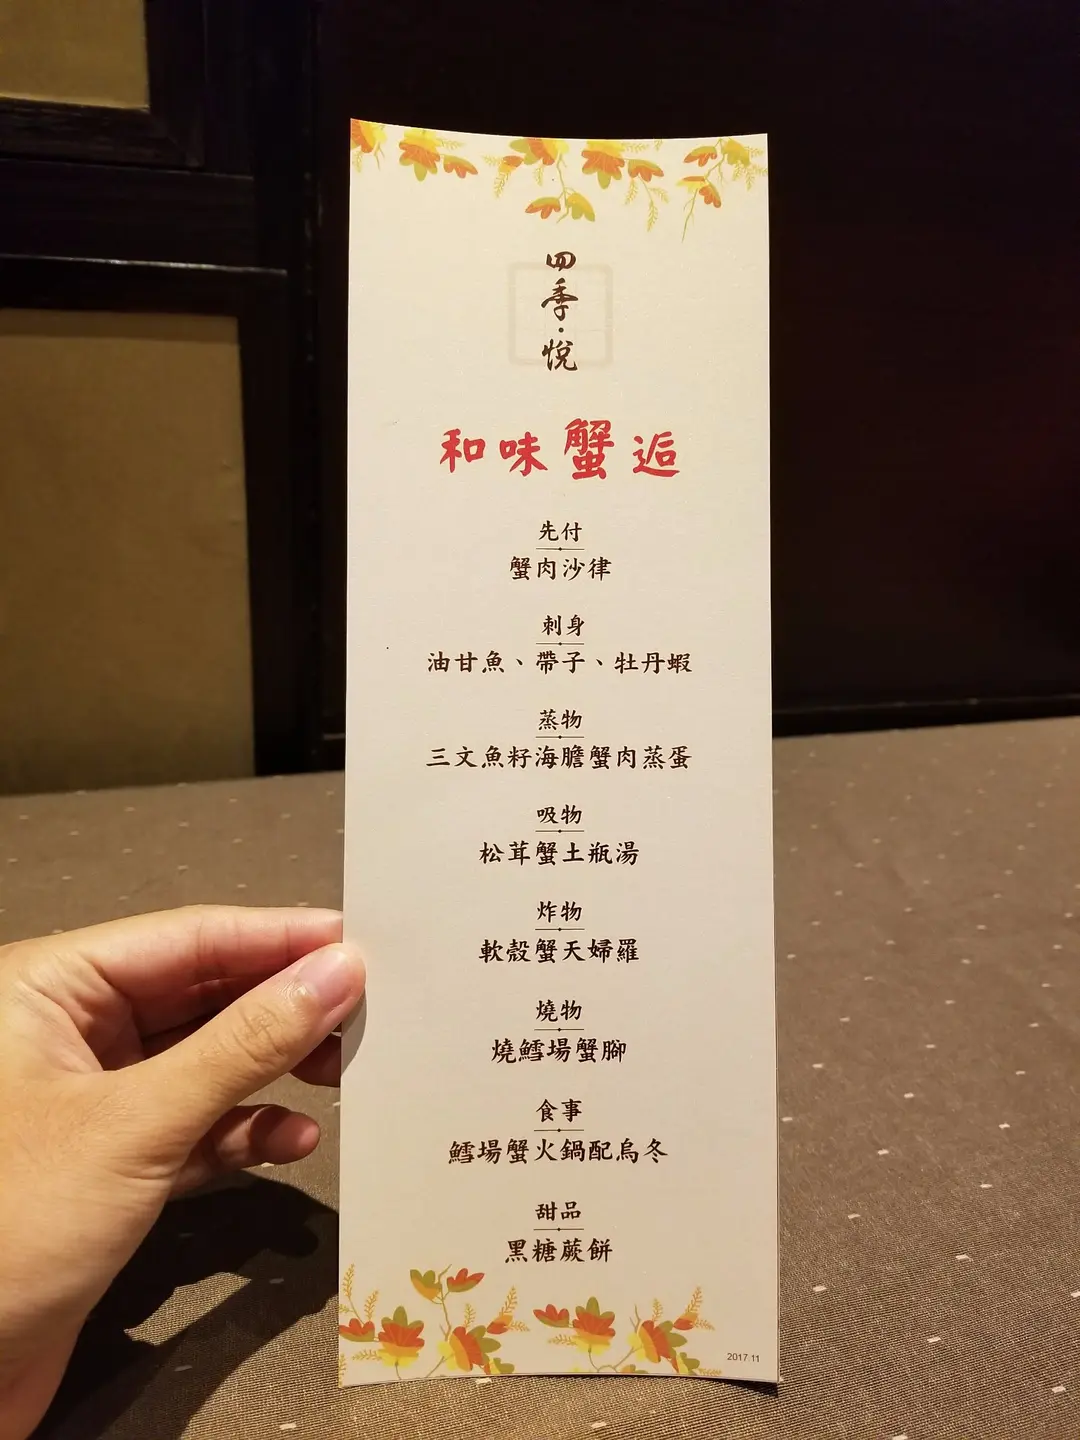 四季·悅
和味蟹逅
先付
蟹肉沙律
刺身
油甘魚、帶子、牡丹蝦
蒸物
三文魚籽海膽蟹肉蒸蛋
吸物
松茸蟹土瓶湯
炸物
軟殼蟹天婦羅
燒物
燒鱈場蟹腳
食事
鱈場蟹火鍋配烏冬
甜品
黑糖蕨餅
2017.11